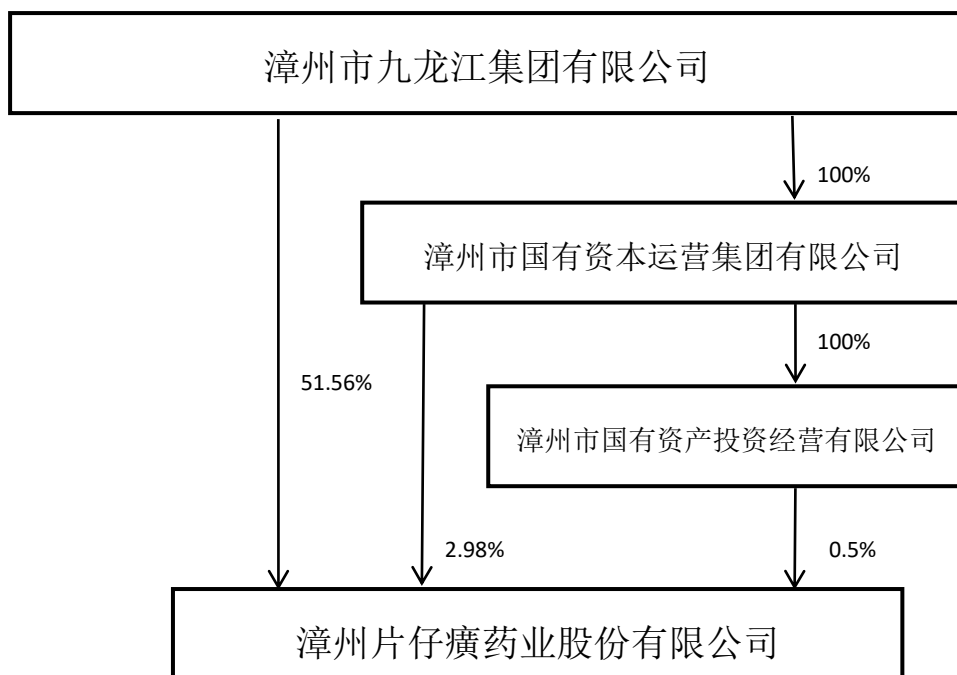 漳州市九龙江集团有限公司
100%
漳州市国有资本运营集团有限公司
100%
51.56%
漳州市国有资产投资经营有限公司
2.98%
0.5%
漳州片仔癀药业股份有限公司